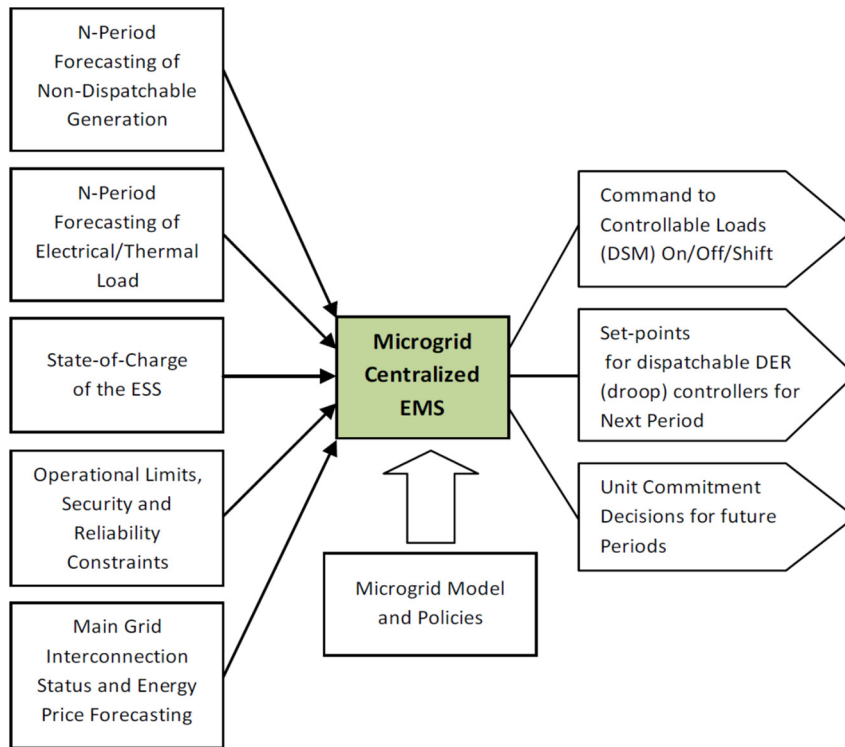 N-Period
Forecasting of
Non-Dispatchable
Generation
N-Period
Forecasting of
Electrical/Thermal
Load
State-of-Charge
of the ESS
Operational Limits,
Security and
Reliability
Constraints
Main Grid
Interconnection
Status and Energy
Price Forecasting
Microgrid
Centralized
EMS
Microgrid Model
and Policies
Command to
Controllable Loads
(DSM) On/Off/Shift
Set-points
for dispatchable DER
(droop) controllers for
Next Period
Unit Commitment
Decisions for future
Periods